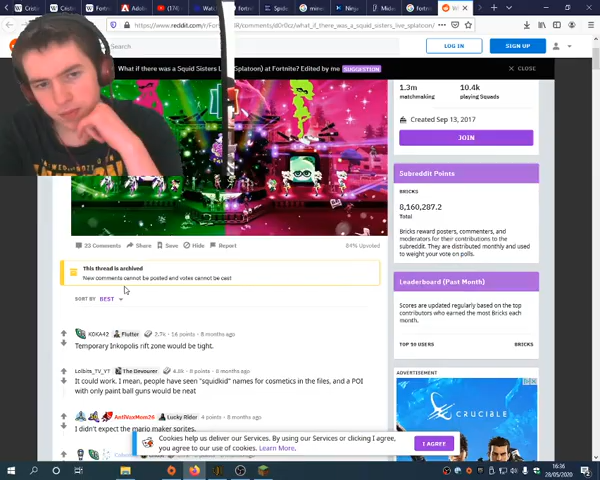 https://www.reddit.com/r/
Search
LOG IN
SIGN UP
What if there was a Squid Sisters Live
Splatoon) at Fortnite? Edited by me SUGGESTION
CLOSE
1.3m
matchmaking
10.4k
playing Squads
Created Sep 13, 2017
JOIN
Subreddit Points
BRICKS
8,160,287.2
Total
Bricks reward posters, commenters, and
moderators for their contributions to the
subreddit. They are distributed monthly and used
to weight your vote on polls.
23 Comments Share Save Hide Report
84% Upvoted
This thread is archived
New comments cannot be posted and votes cannot be cast
SORT BY BEST
Leaderboard (Past Month)
Scores are updated regularly based on the top
contributors who earned the most Bricks each
month.
TOP 50 USERS BRICKS
KOKA42 Flutter 2.7k · 16 points · 8 months ago
Temporary Inkopolis rift zone would be tight.
Lolbits_TV_YT The Devourer 4.8k · 8 points · 8 months ago
It could work. I mean, people have seen "squidkid" names for cosmetics in the files, and a POI
with only paint ball guns would be neat
AntiVaxMem26 Lucky Rider 4 points · 8 months ago
I didn't expect the mario maker sprites.
ADVERTISEMENT
CRUCIBLE
Cookies help us deliver our Services. By using our Services or clicking I agree,
you agree to our use of cookies. Learn More.
I AGREE
16:36
28/05/2020